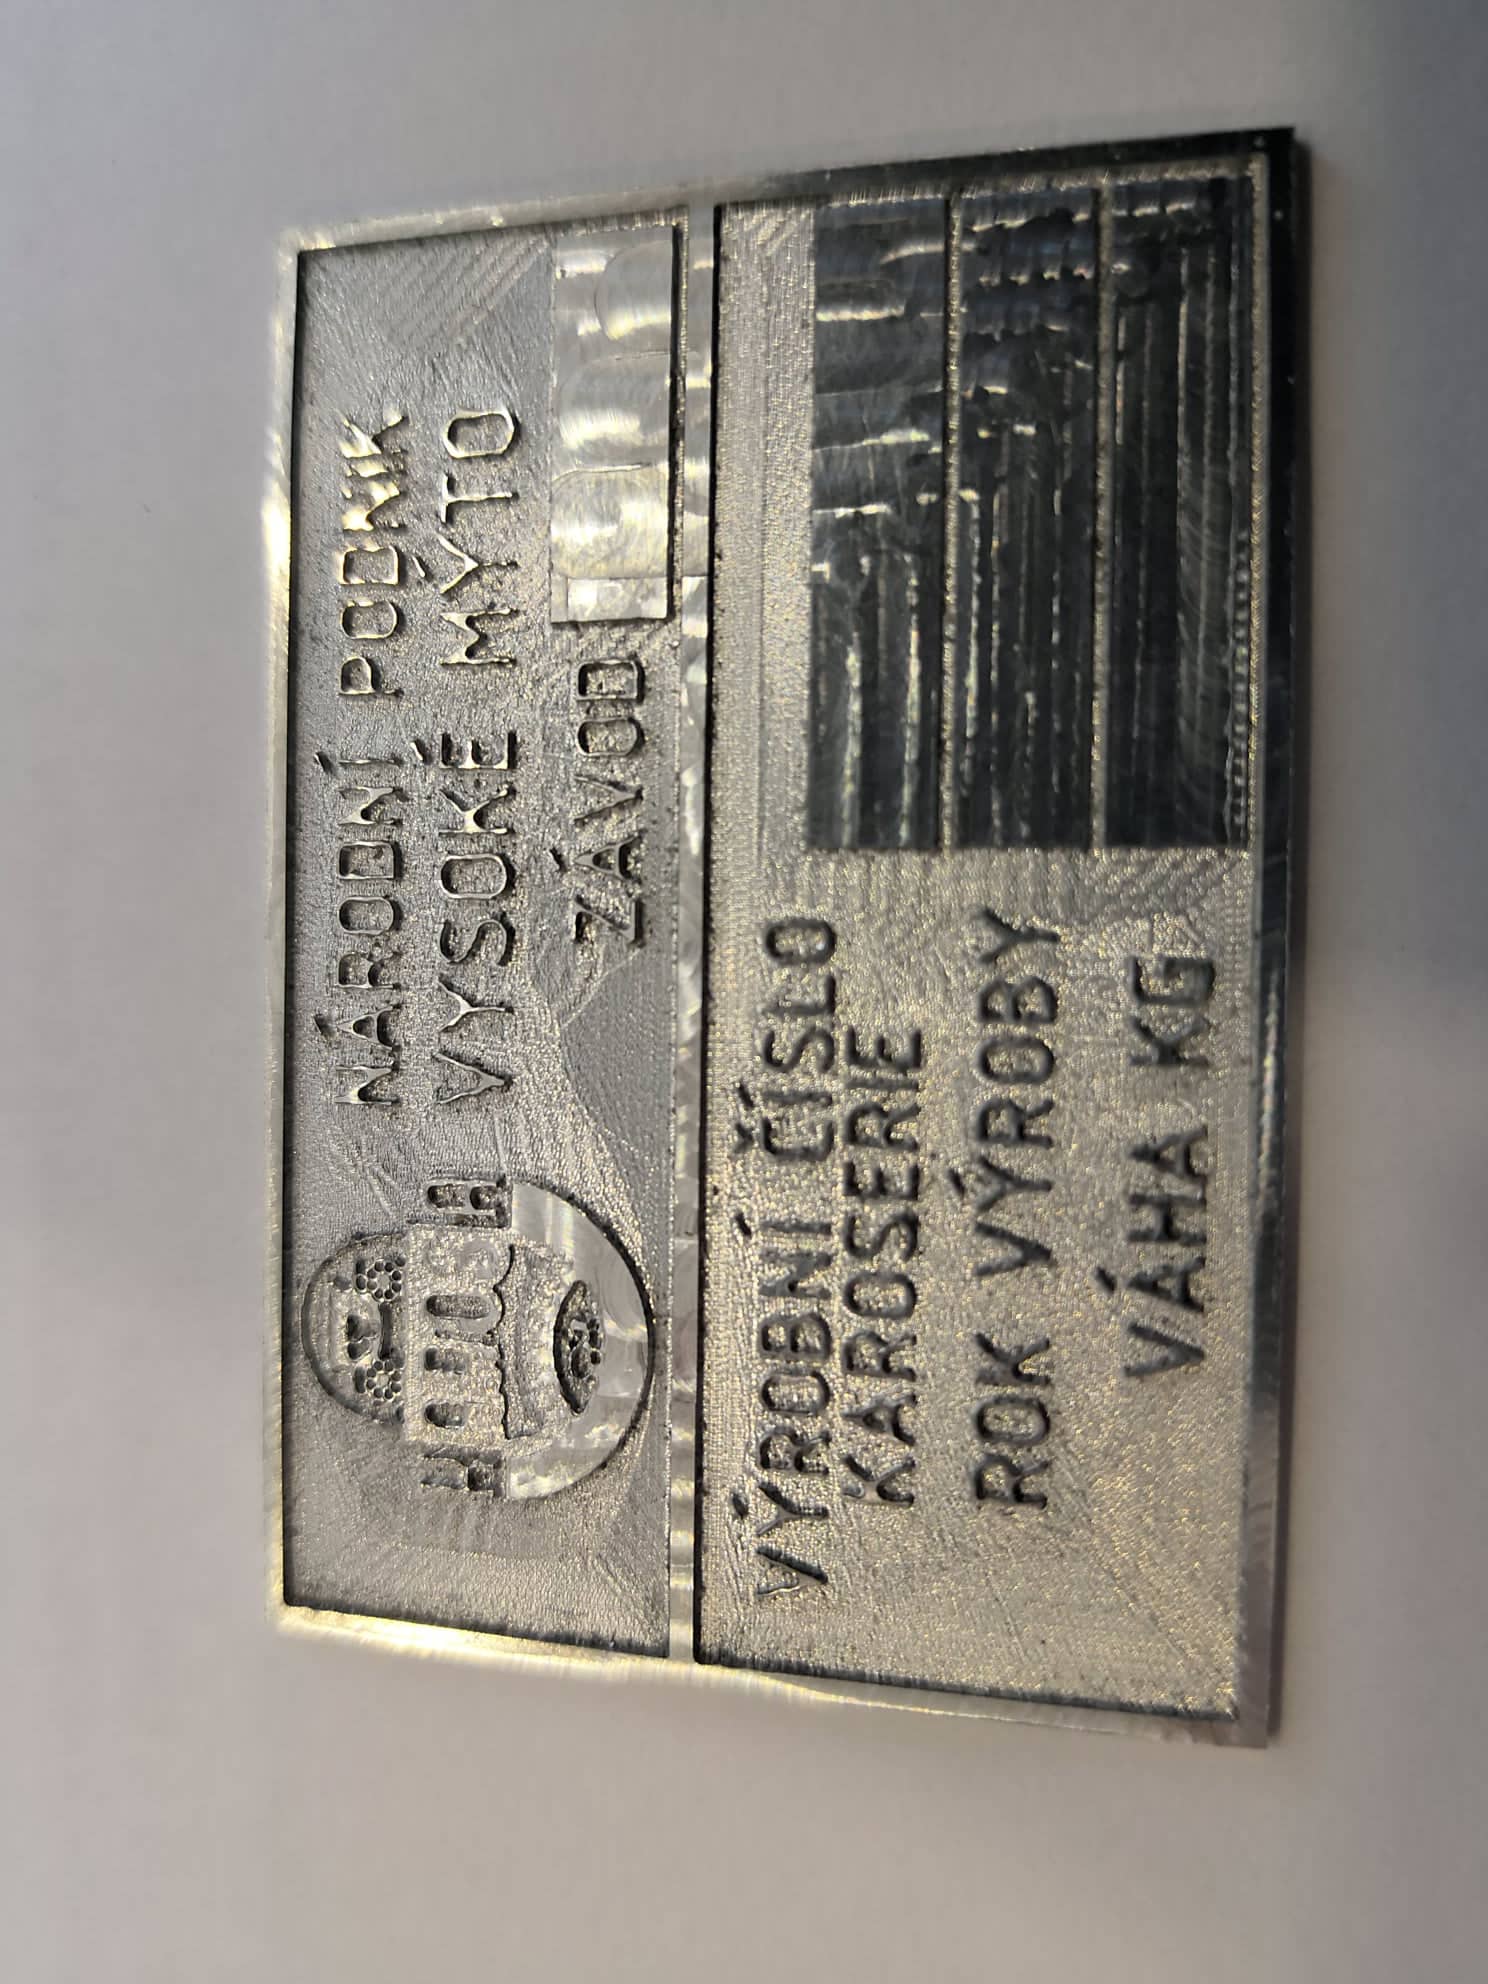 NÁRODNÍ PODNIK
VYSOKÉ MÝTO
ZÁVOD
VÝROBNÍ ČÍSLO
KAROSERIE
ROK VÝROBY
VÁHA KG